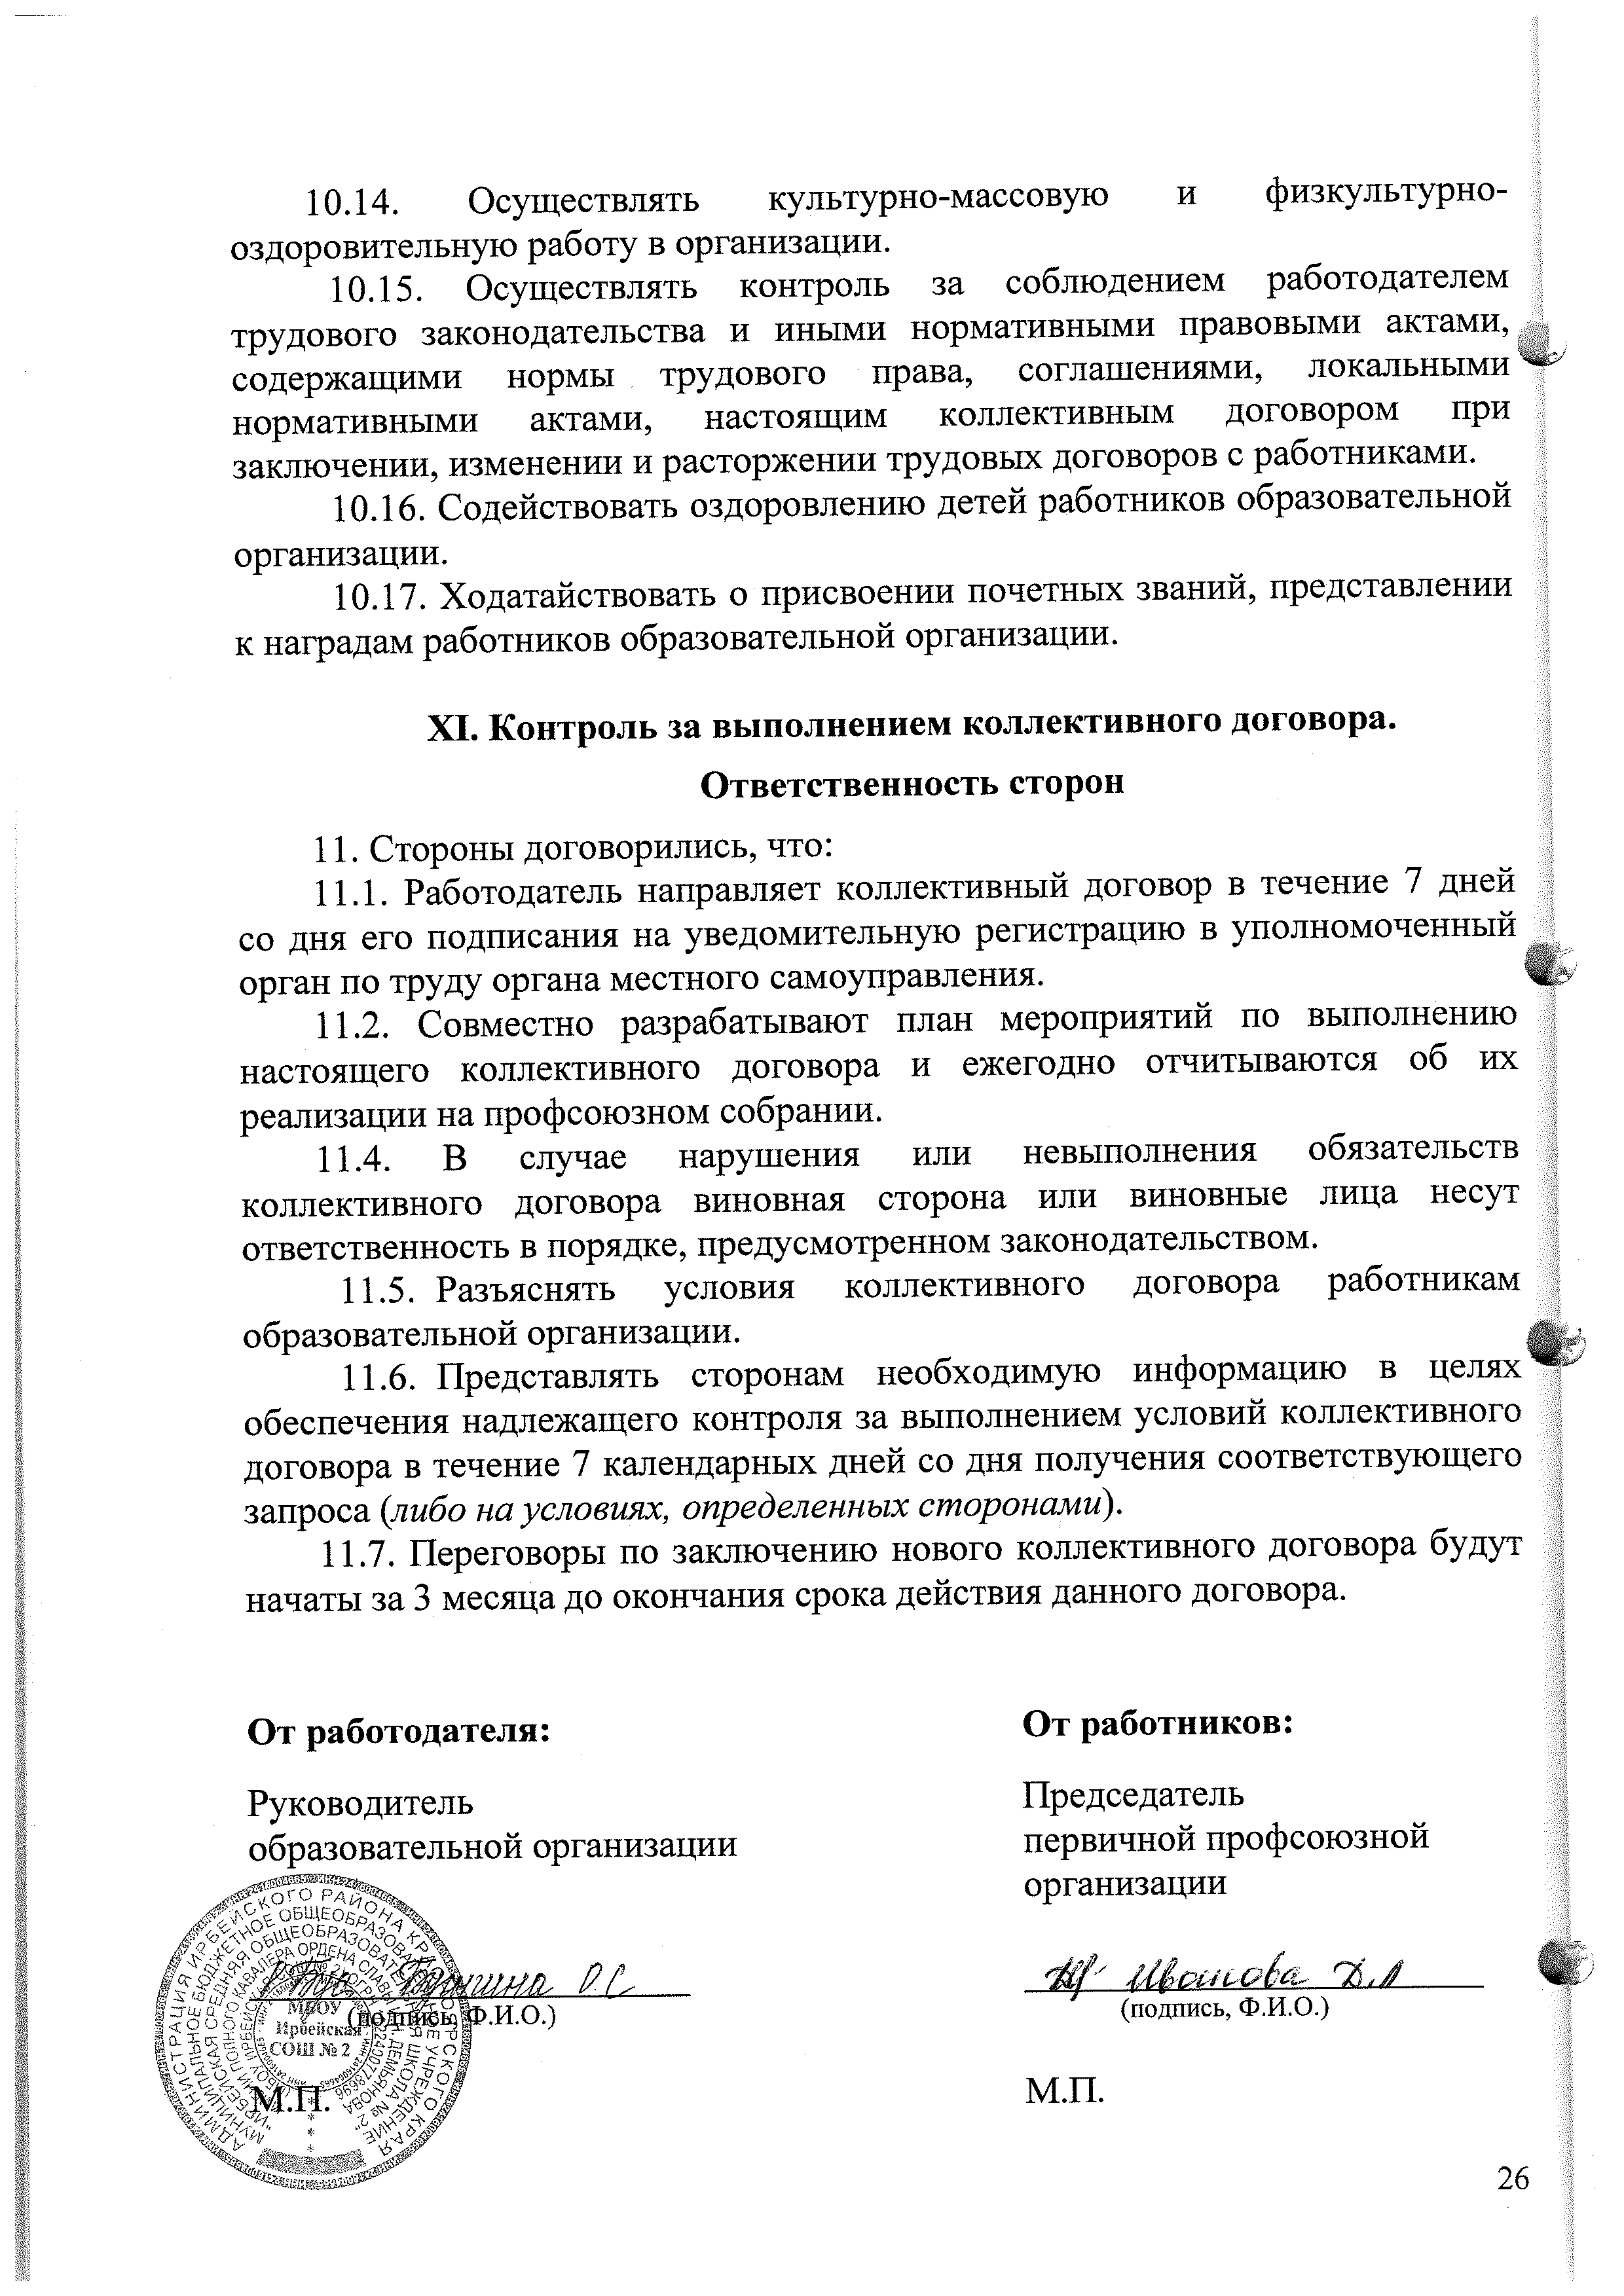 10.14. Осуществлять культурно-массовую и физкультурно-
оздоровительную работу в организации.
10.15. Осуществлять контроль за соблюдением работодателем
трудового законодательства и иными нормативными правовыми актами,
содержащими нормы трудового права, соглашениями, локальными
нормативными актами, настоящим коллективным договором при
заключении, изменении и расторжении трудовых договоров с работниками.
10.16. Содействовать оздоровлению детей работников образовательной
организации.
10.17. Ходатайствовать о присвоении почетных званий, представлении
к наградам работников образовательной организации.
XI. Контроль за выполнением коллективного договора.
Ответственность сторон
11. Стороны договорились, что:
11.1. Работодатель направляет коллективный договор в течение 7 дней
со дня его подписания на уведомительную регистрацию в уполномоченный
орган по труду органа местного самоуправления.
11.2. Совместно разрабатывают план мероприятий по выполнению
настоящего коллективного договора и ежегодно отчитываются об их
реализации на профсоюзном собрании.
11.4. В случае нарушения или невыполнения обязательств
коллективного договора виновная сторона или виновные лица несут
ответственность в порядке, предусмотренном законодательством.
11.5. Разъяснять условия коллективного договора работникам
образовательной организации.
11.6. Представлять сторонам необходимую информацию в целях
обеспечения надлежащего контроля за выполнением условий коллективного
договора в течение 7 календарных дней со дня получения соответствующего
запроса (либо на условиях, определенных сторонами).
11.7. Переговоры по заключению нового коллективного договора будут
начаты за 3 месяца до окончания срока действия данного договора.
От работодателя:
Руководитель
образовательной организации
О.С
(подпись, Ф.И.О.)
МБОУ
Ирбейская
СОШ № 2
М.П.
От работников:
Председатель
первичной профсоюзной
организации
Иванова Д.А
(подпись, Ф.И.О.)
М.П.
26